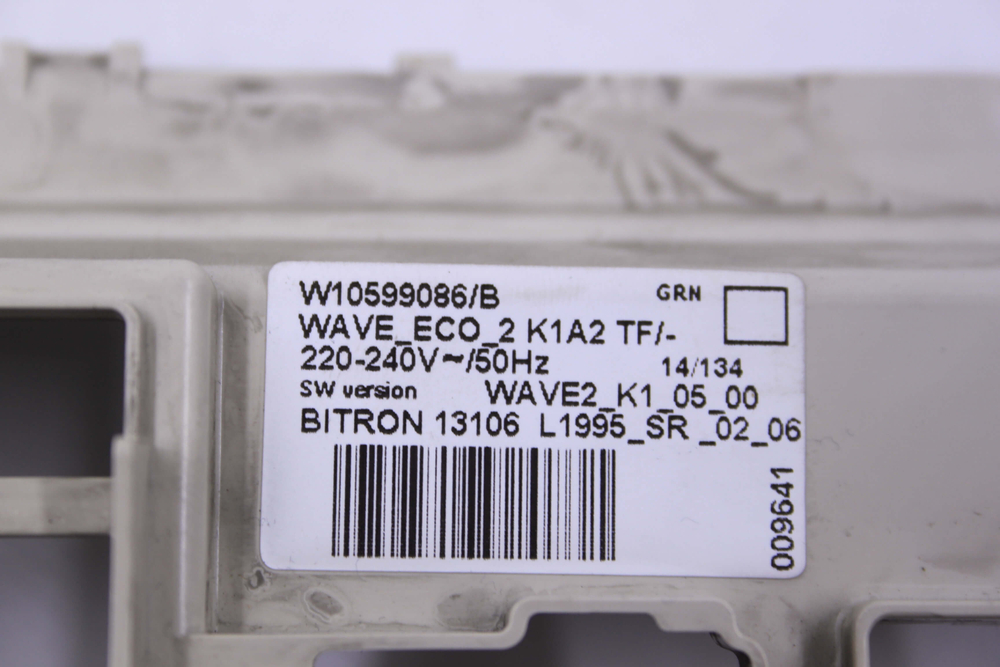 W10599086/B GRN
WAVE_ECO_2 K1A2 TF/-
220-240V~/50Hz 14/134
SW version WAVE2_K1_05_00
BITRON 13106 L1995_SR _02_06
009641